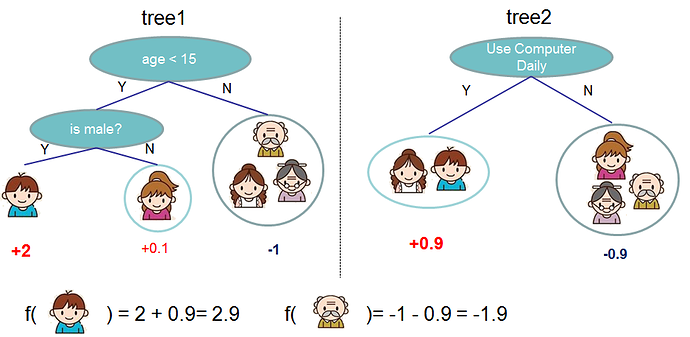 tree1
tree2
age < 15
Use Computer
Daily
Y
N
Y
N
is male?
Y
N
+2
+0.1
-1
+0.9
-0.9
f( ) = 2 + 0.9= 2.9
f( )= -1 - 0.9 = -1.9